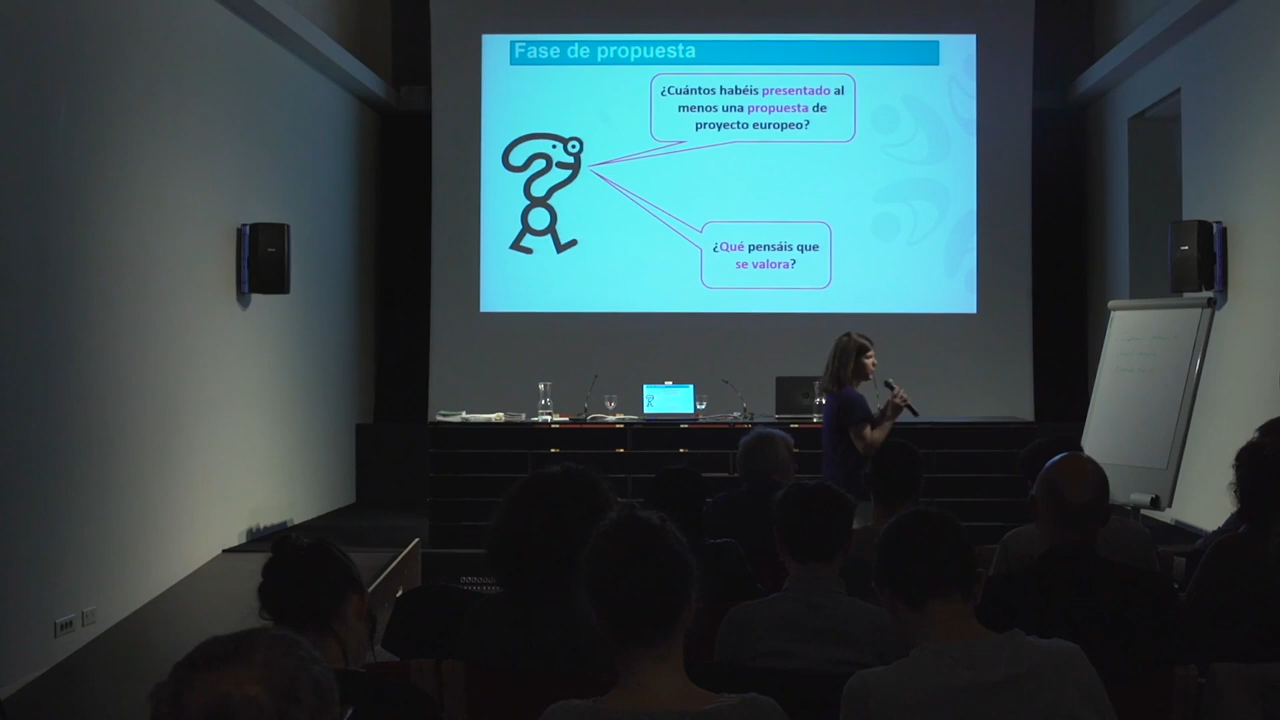 Fase de propuesta
¿Cuántos habéis presentado al
menos una propuesta de
proyecto europeo?
¿Qué pensáis que
se valora?